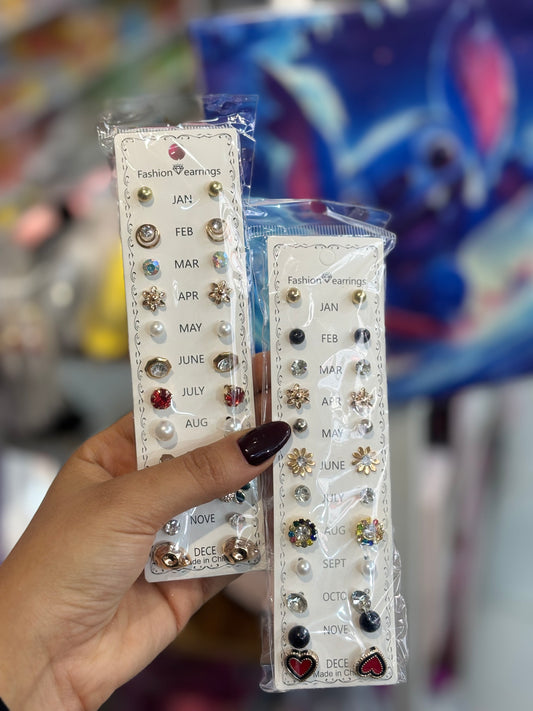 Fashion earrings
JAN
FEB
MAR
APR
MAY
JUNE
JULY
AUG
NOVE
DECE
Made in Chi
Fashion earrings
JAN
FEB
MAR
APR
MAY
JUNE
JULY
AUG
SEPT
OCTO
NOVE
DECE
Made in Chi